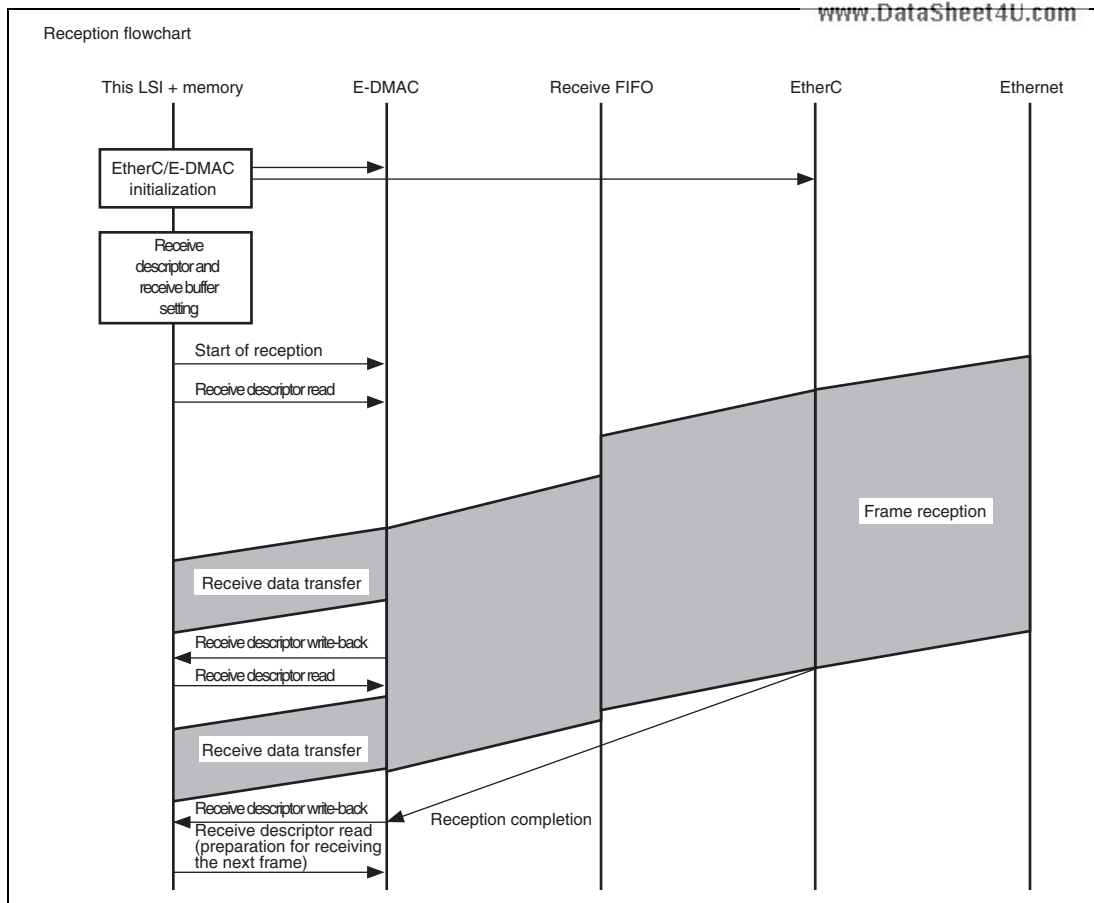 www.DataSheet4U.com
Reception flowchart
This LSI + memory
E-DMAC
Receive FIFO
EtherC
Ethernet
EtherC/E-DMAC
initialization
Receive
descriptor and
receive buffer
setting
Start of reception
Receive descriptor read
Frame reception
Receive data transfer
Receive descriptor write-back
Receive descriptor read
Receive data transfer
Receive descriptor write-back
Reception completion
Receive descriptor read
(preparation for receiving
the next frame)